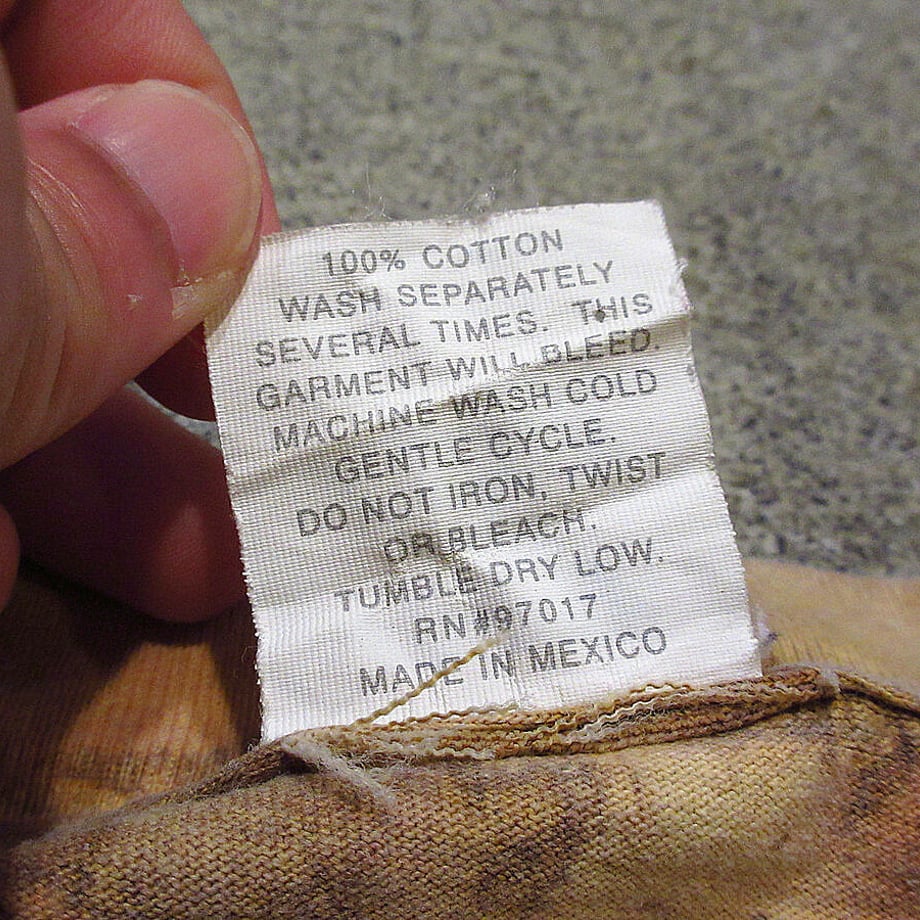 100% COTTON
WASH SEPARATELY
SEVERAL TIMES. THIS
GARMENT WILL BLEED.
MACHINE WASH COLD
GENTLE CYCLE.
DO NOT IRON, TWIST
OR BLEACH.
TUMBLE DRY LOW.
RN#97017
MADE IN MEXICO